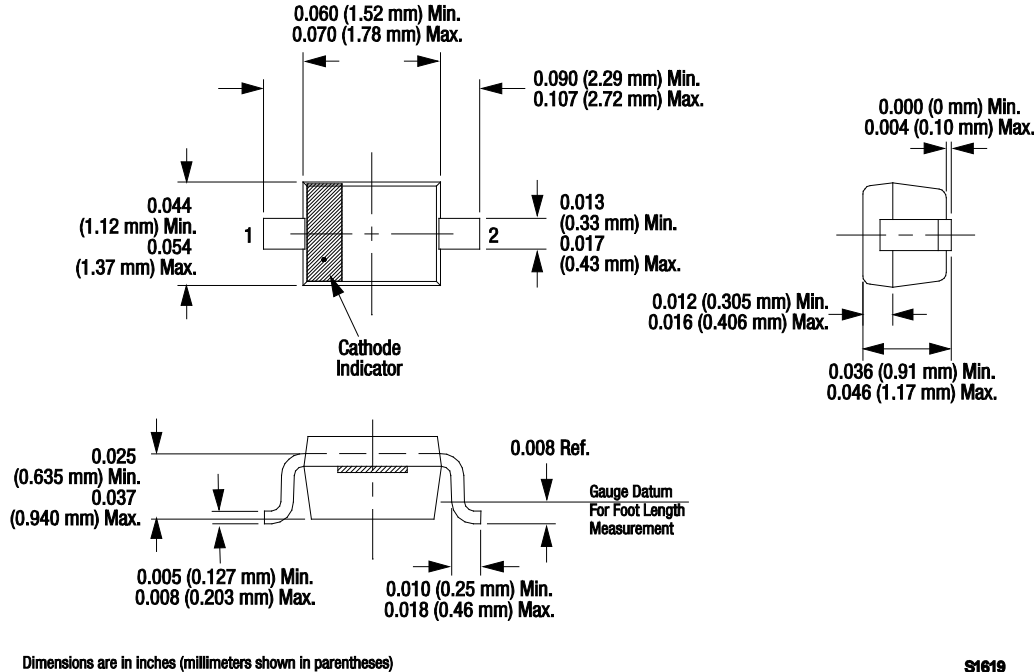 0.060 (1.52 mm) Min.
0.070 (1.78 mm) Max.
0.090 (2.29 mm) Min.
0.107 (2.72 mm) Max.
0.000 (0 mm) Min.
0.004 (0.10 mm) Max.
0.044
(1.12 mm) Min.
0.054
(1.37 mm) Max.
1
2
0.013
(0.33 mm) Min.
0.017
(0.43 mm) Max.
0.012 (0.305 mm) Min.
0.016 (0.406 mm) Max.
Cathode
Indicator
0.036 (0.91 mm) Min.
0.046 (1.17 mm) Max.
0.025
(0.635 mm) Min.
0.037
(0.940 mm) Max.
0.008 Ref.
Gauge Datum
For Foot Length
Measurement
0.005 (0.127 mm) Min.
0.008 (0.203 mm) Max.
0.010 (0.25 mm) Min.
0.018 (0.46 mm) Max.
Dimensions are in inches (millimeters shown in parentheses)
S1619